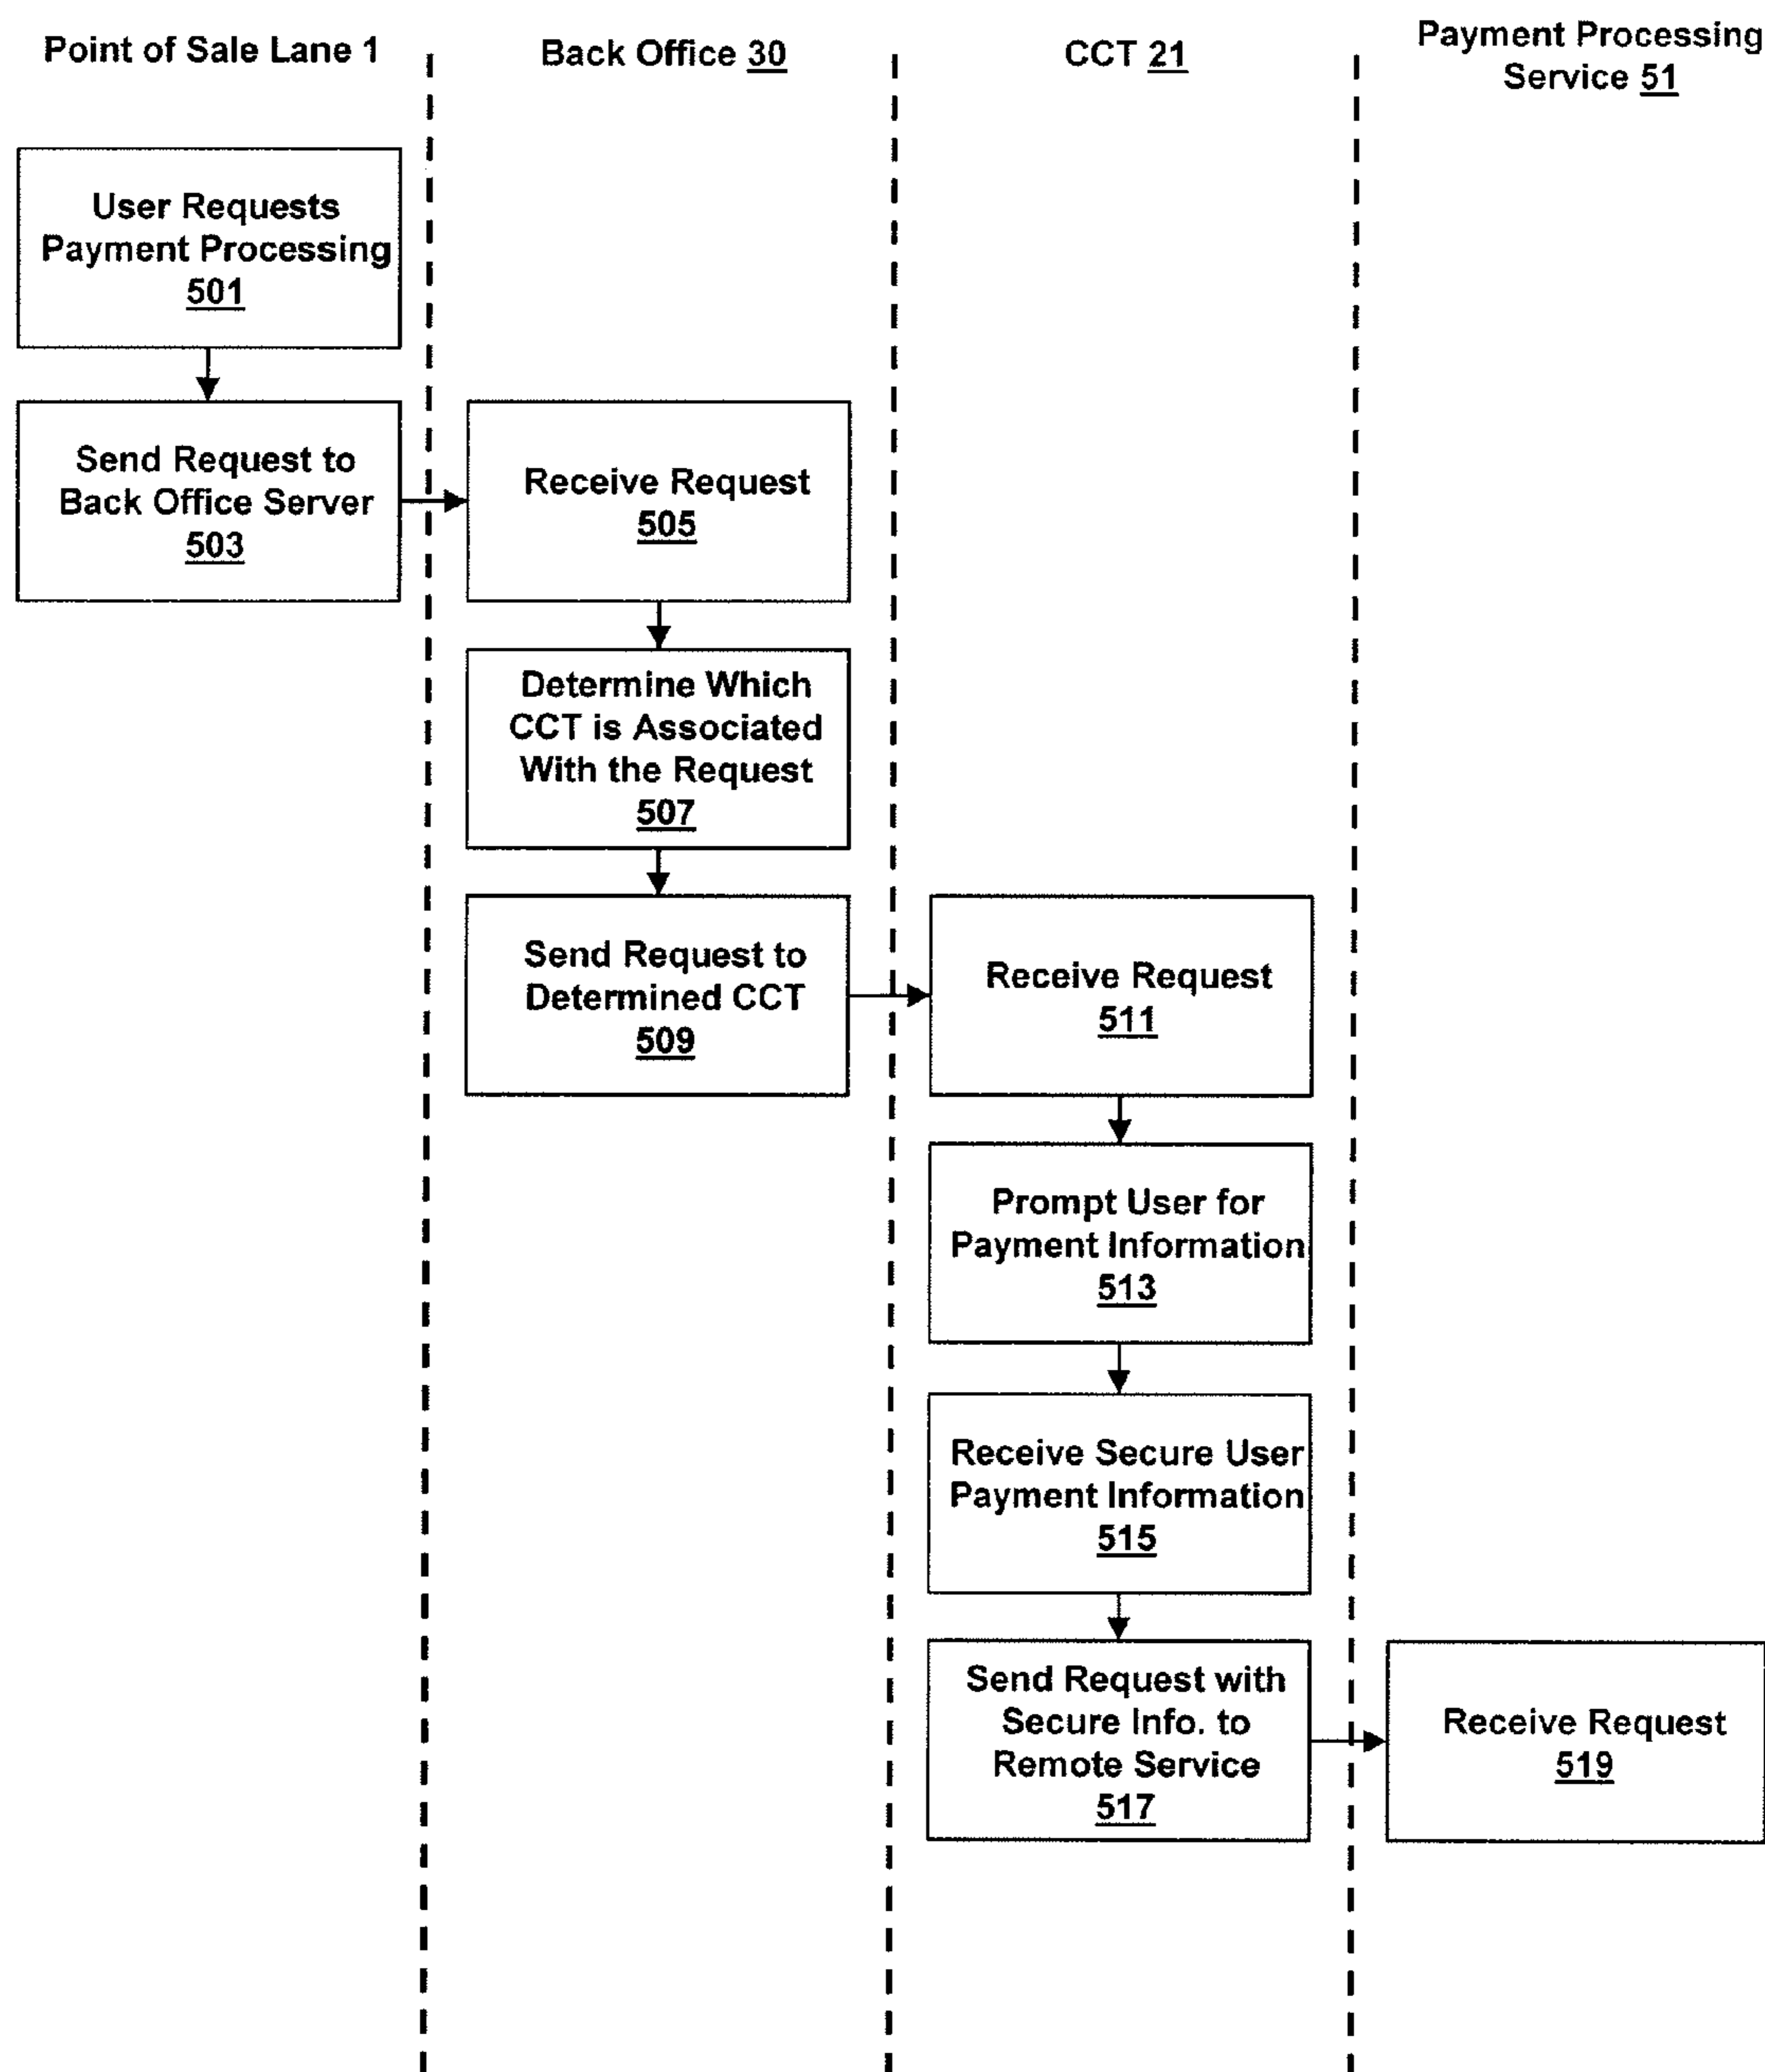 Point of Sale Lane 1
Back Office 30
CCT 21
Payment Processing
Service 51
User Requests
Payment Processing
501
Send Request to
Back Office Server
503
Receive Request
505
Determine Which
CCT is Associated
With the Request
507
Send Request to
Determined CCT
509
Receive Request
511
Prompt User for
Payment Information
513
Receive Secure User
Payment Information
515
Send Request with
Secure Info. to
Remote Service
517
Receive Request
519